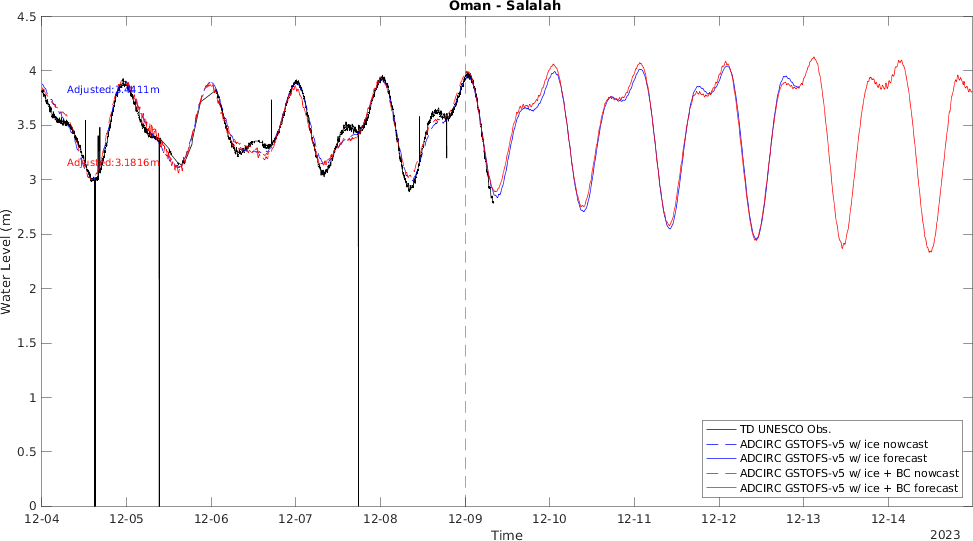 Oman - Salalah
4.5
4
3.5
3
2.5
2
1.5
1
0.5
0
Water Level (m)
Adjusted:3.1816m
TD UNESCO Obs.
ADCIRC GSTOFS-v5 w/ ice nowcast
ADCIRC GSTOFS-v5 w/ ice forecast
ADCIRC GSTOFS-v5 w/ ice + BC nowcast
ADCIRC GSTOFS-v5 w/ ice + BC forecast
12-04
12-05
12-06
12-07
12-08
12-09
12-10
12-11
12-12
12-13
12-14
Time
2023